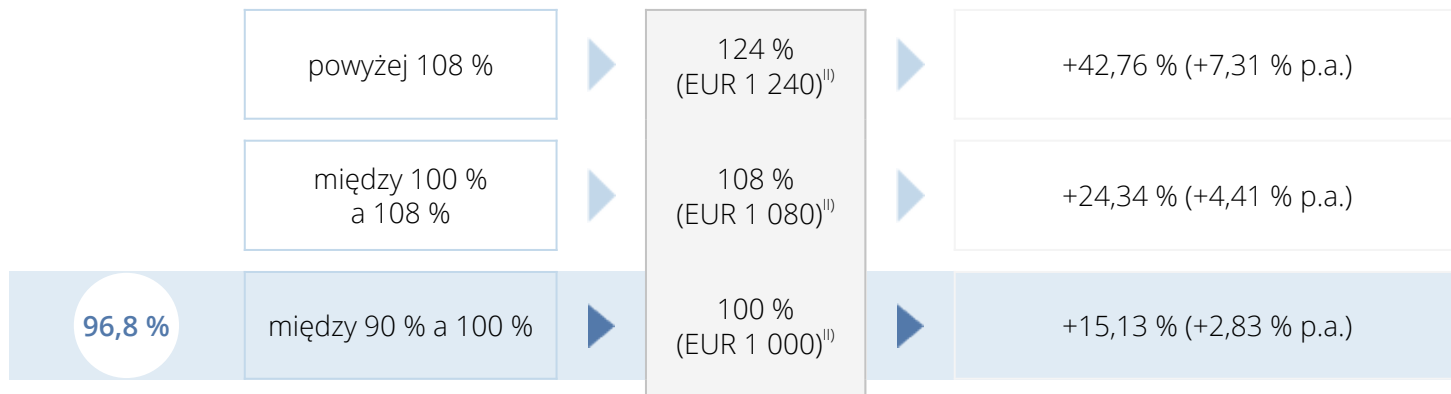 powyżej 108 %
124 %
(EUR 1 240)II)
+42,76 % (+7,31 % p.a.)
między 100 %
a 108 %
108 %
(EUR 1 080)II)
+24,34 % (+4,41 % p.a.)
96,8 %
między 90 % a 100 %
100 %
(EUR 1 000)II)
+15,13 % (+2,83 % p.a.)